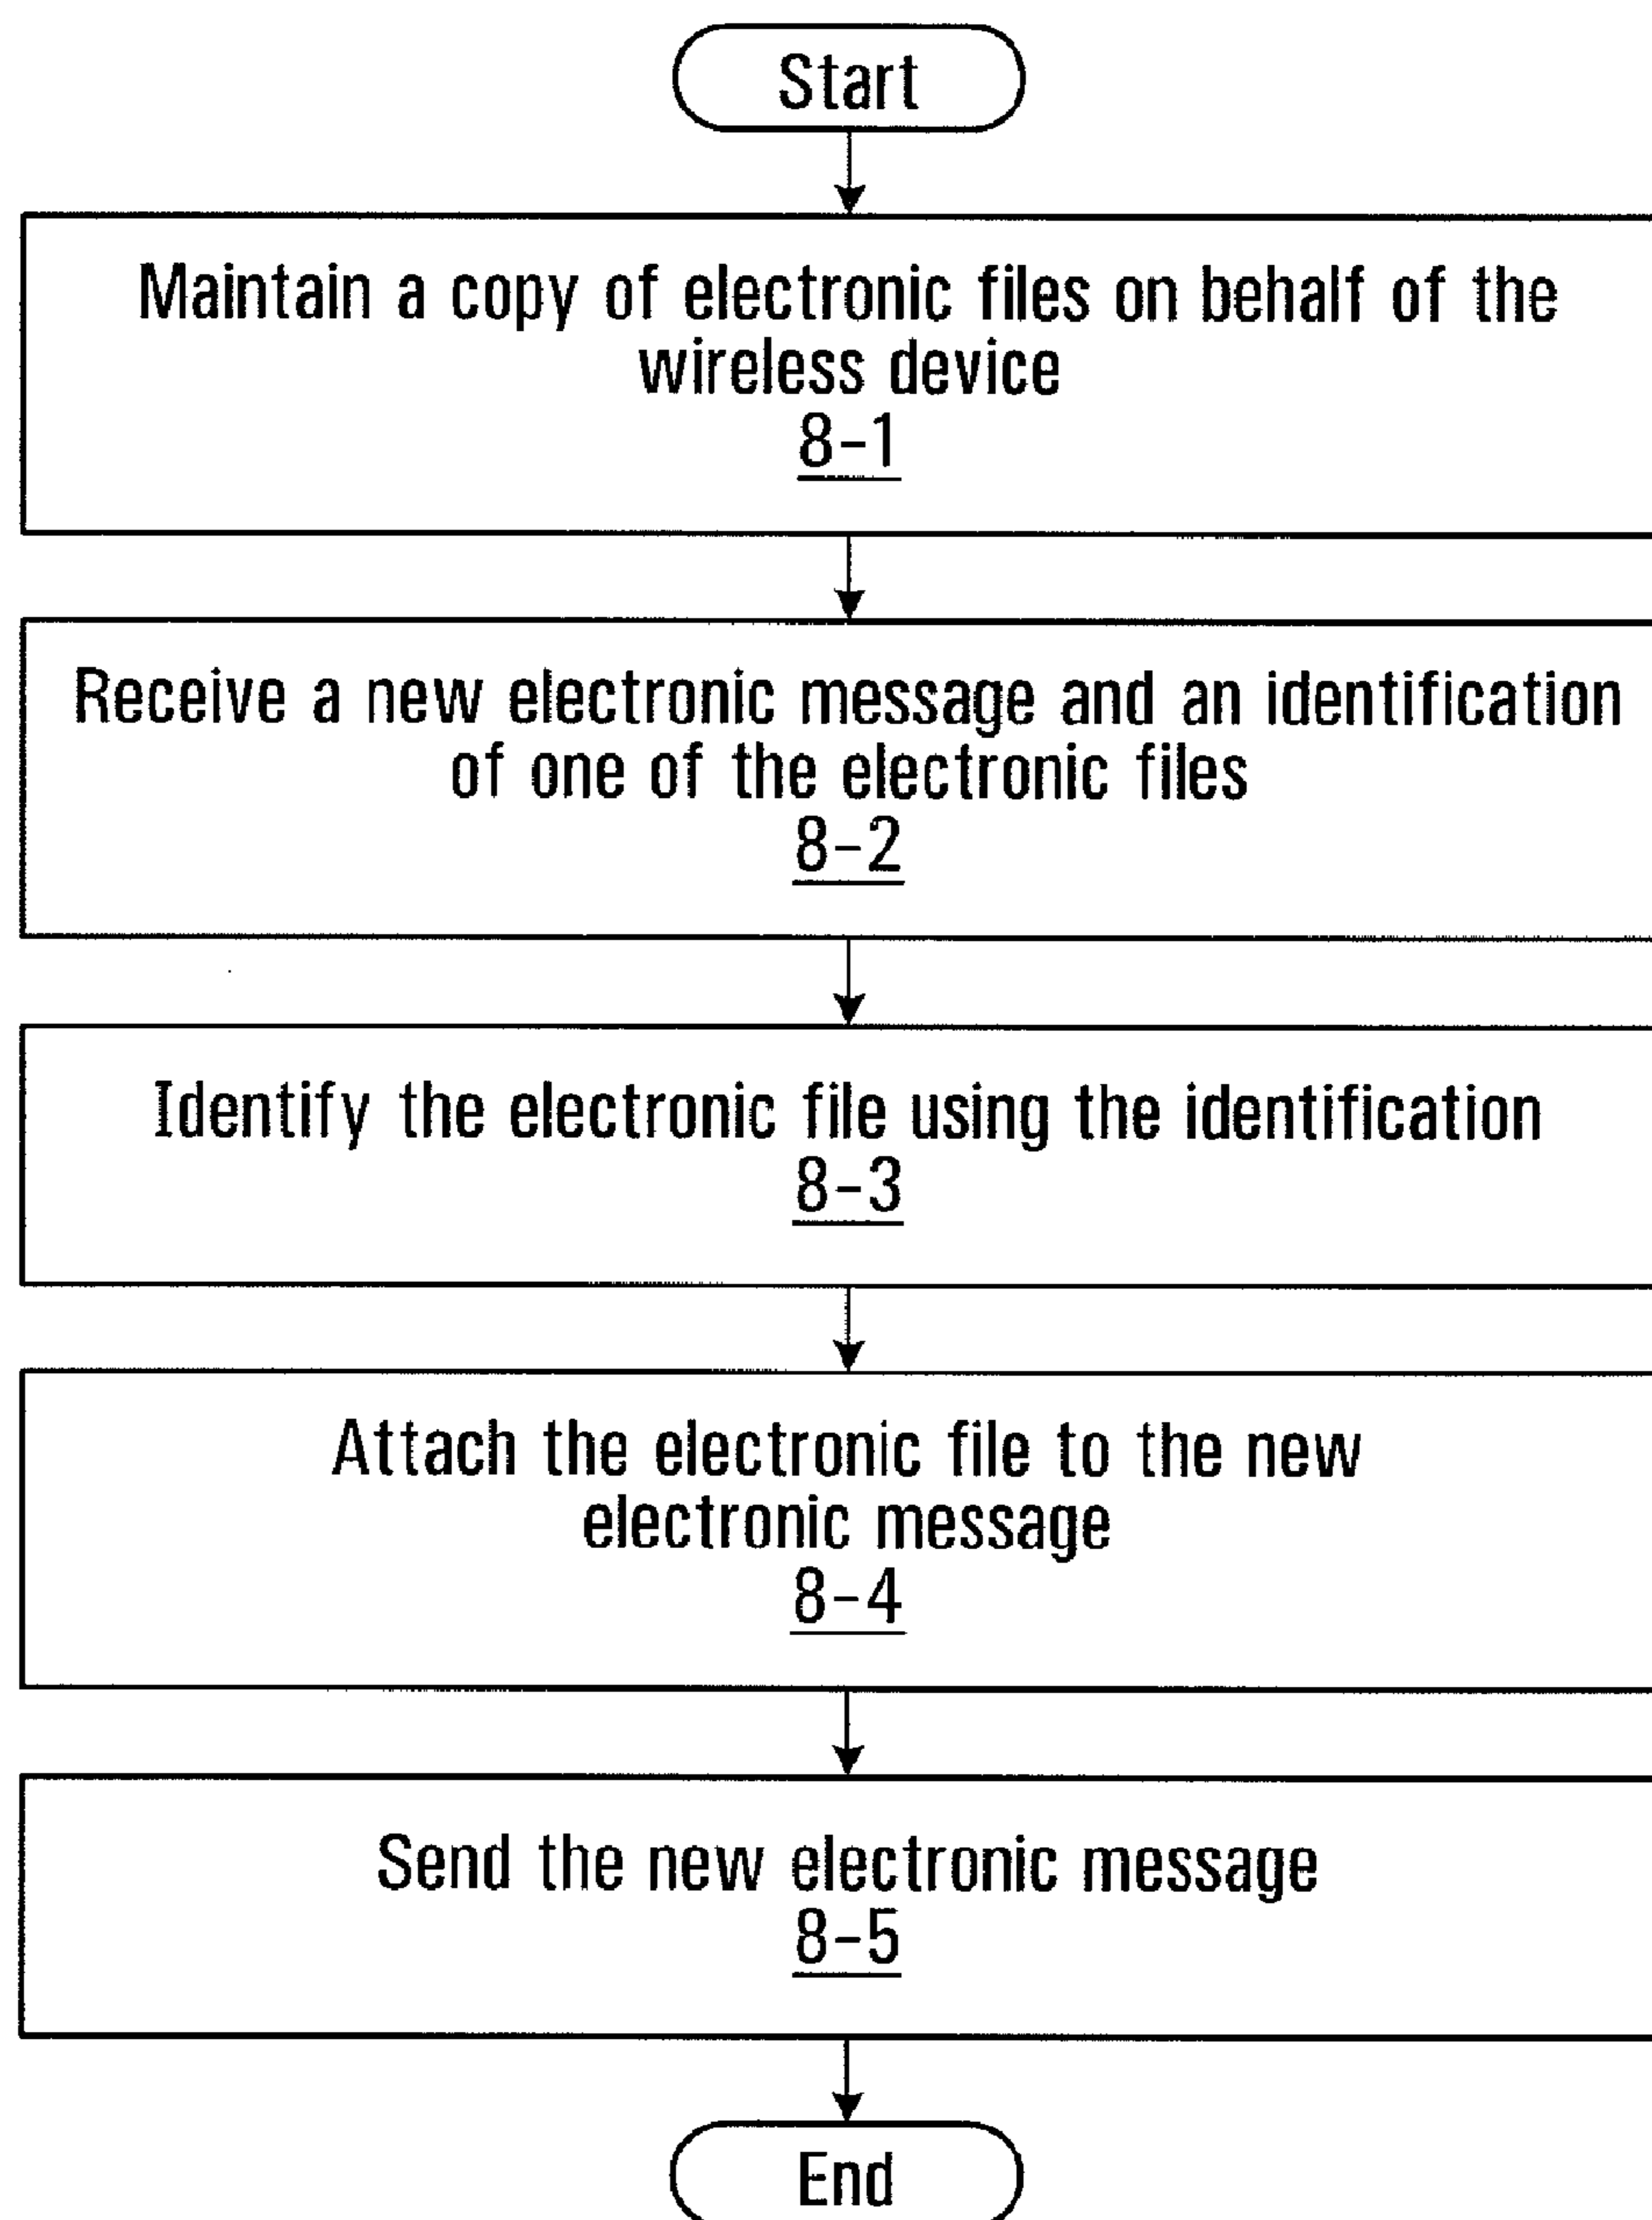 Start
Maintain a copy of electronic files on behalf of the
wireless device
8-1
Receive a new electronic message and an identification
of one of the electronic files
8-2
Identify the electronic file using the identification
8-3
Attach the electronic file to the new
electronic message
8-4
Send the new electronic message
8-5
End